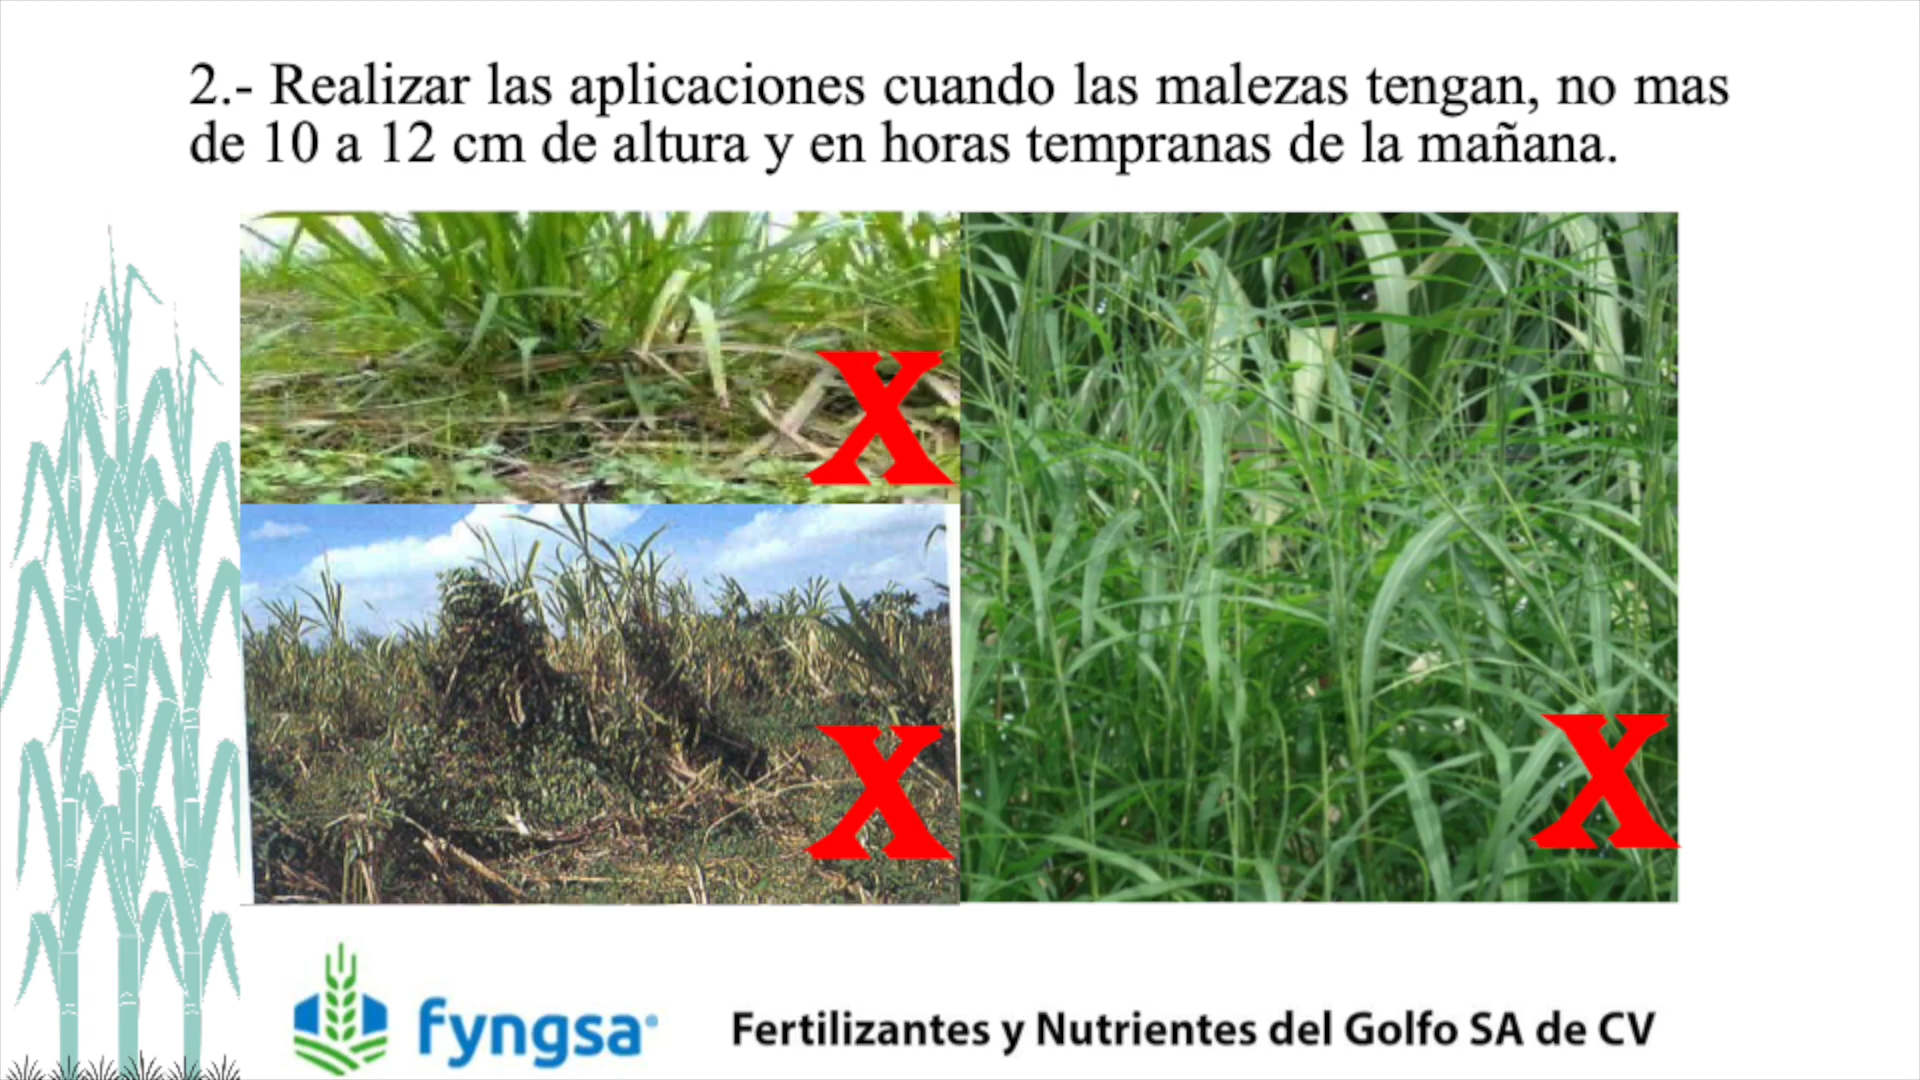 2.- Realizar las aplicaciones cuando las malezas tengan, no mas
de 10 a 12 cm de altura y en horas tempranas de la mañana.
X
X
X
fyngsa
Fertilizantes y Nutrientes del Golfo SA de CV